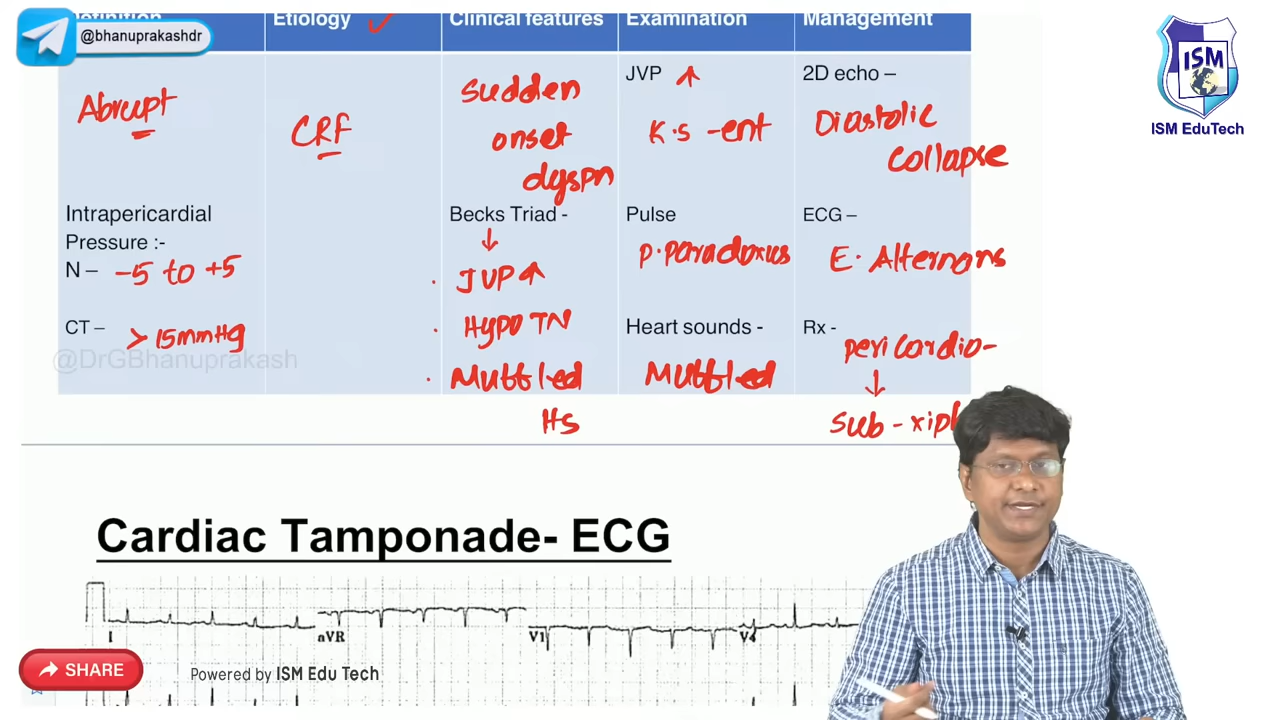 @bhanuprakashdr
Etiology
Clinical features
Examination
Management
ISM
ISM EduTech
Abrupt
CRF
Sudden
onset
dyspn
JVP ↑
K.S -ent
2D echo –
Diastolic
collapse
Intrapericardial
Pressure :-
N – -5 to +5
CT – > 15mmHg
Becks Triad -
↓
JVP ↑
Hypo TN
Muffled
HS
Pulse
P. paradoxus
Heart sounds -
Muffled
ECG –
E. Alternans
Rx -
pericardio-
↓
Sub - xiph
@DrGBhanuprakash
Cardiac Tamponade- ECG
I
aVR
V1
V4
SHARE
Powered by ISM Edu Tech